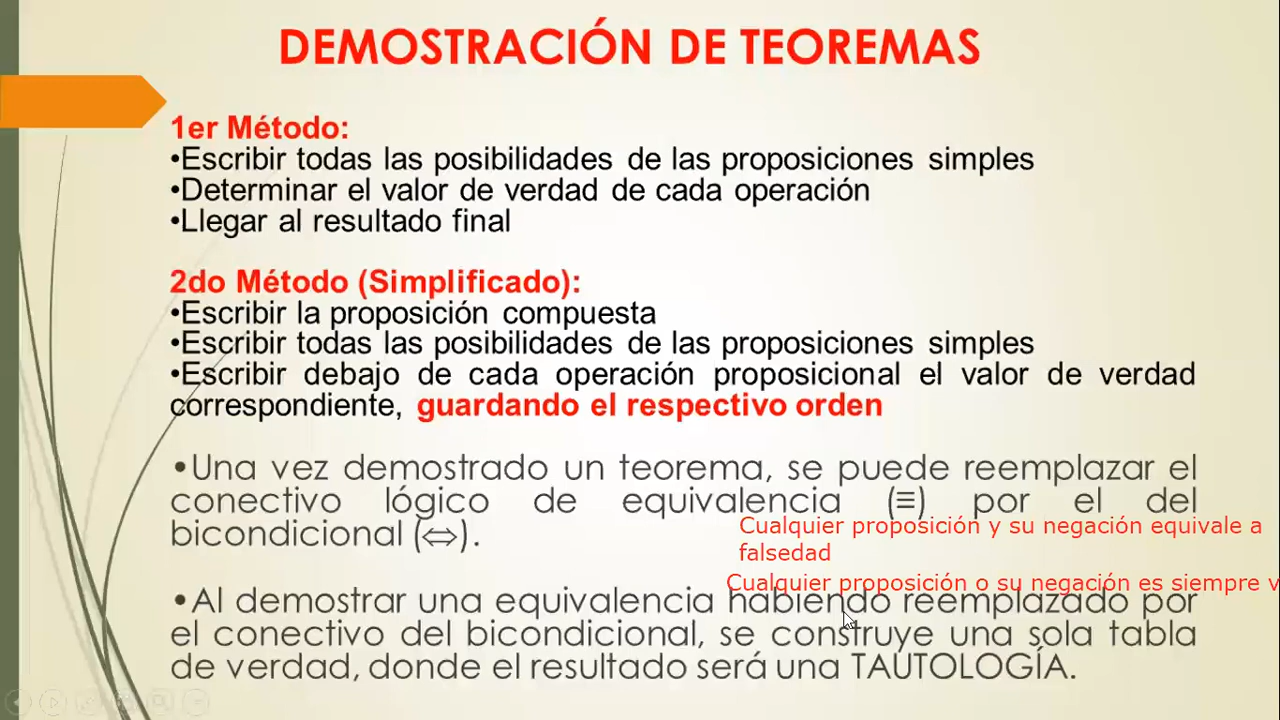 DEMOSTRACIÓN DE TEOREMAS
1er Método:
•Escribir todas las posibilidades de las proposiciones simples
•Determinar el valor de verdad de cada operación
•Llegar al resultado final
2do Método (Simplificado):
•Escribir la proposición compuesta
•Escribir todas las posibilidades de las proposiciones simples
•Escribir debajo de cada operación proposicional el valor de verdad
correspondiente, guardando el respectivo orden
•Una vez demostrado un teorema, se puede reemplazar el
conectivo lógico de equivalencia (≡) por el del
bicondicional (⇔).
Cualquier proposición y su negación equivale a
falsedad
Cualquier proposición o su negación es siempre v
•Al demostrar una equivalencia habiendo reemplazado por
el conectivo del bicondicional, se construye una sola tabla
de verdad, donde el resultado será una TAUTOLOGÍA.